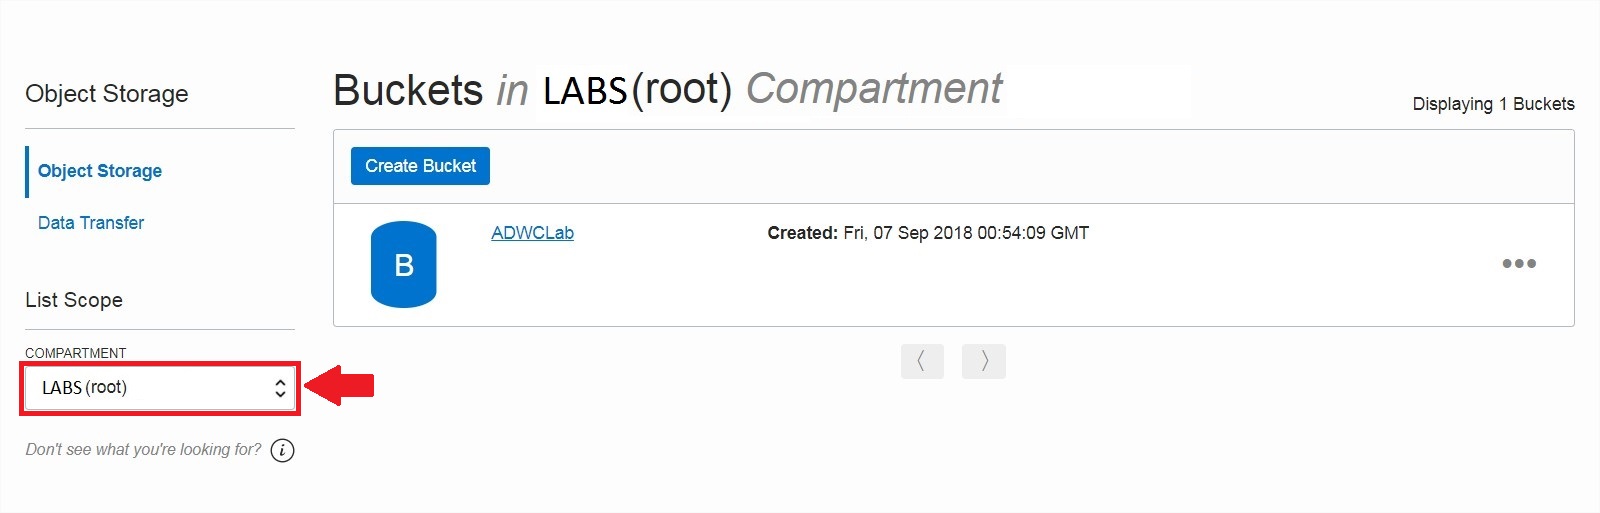 Object Storage
Object Storage
Data Transfer
List Scope
COMPARTMENT
LABS (root)
Don't see what you're looking for? i
Buckets in LABS (root) Compartment
Displaying 1 Buckets
Create Bucket
B
ADWCLab
Created: Fri, 07 Sep 2018 00:54:09 GMT